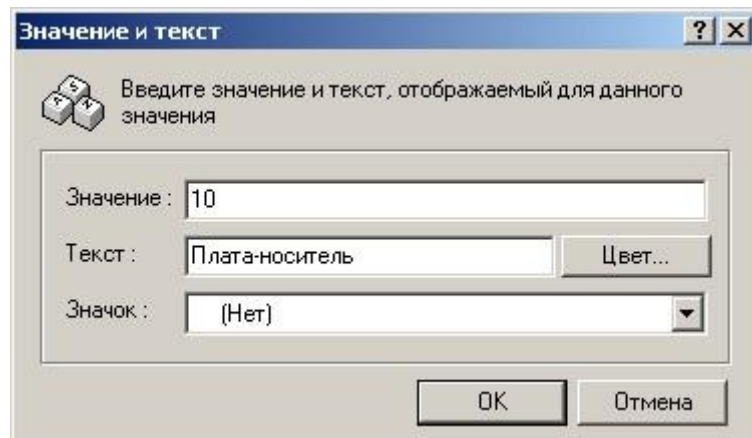 Значение и текст
Введите значение и текст, отображаемый для данного
значения
Значение : 10
Текст : Плата-носитель Цвет...
Значок : (Нет)
OK Отмена